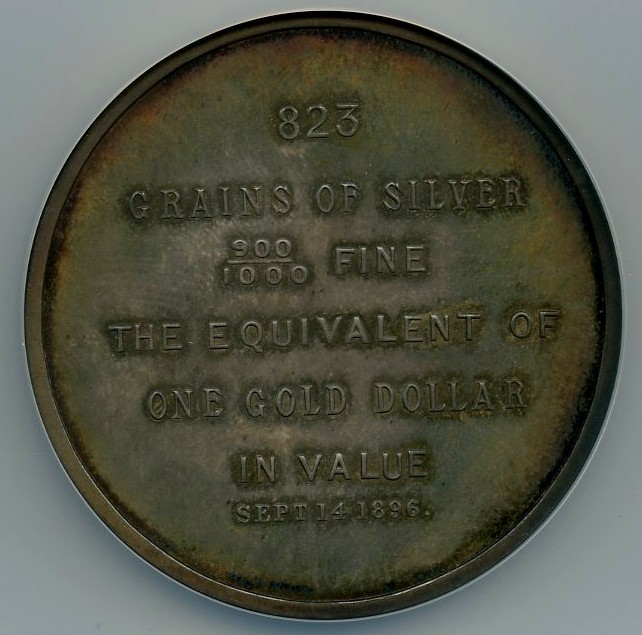 823
GRAINS OF SILVER
900/1000 FINE
THE EQUIVALENT OF
ONE GOLD DOLLAR
IN VALUE
SEPT 14 1896.